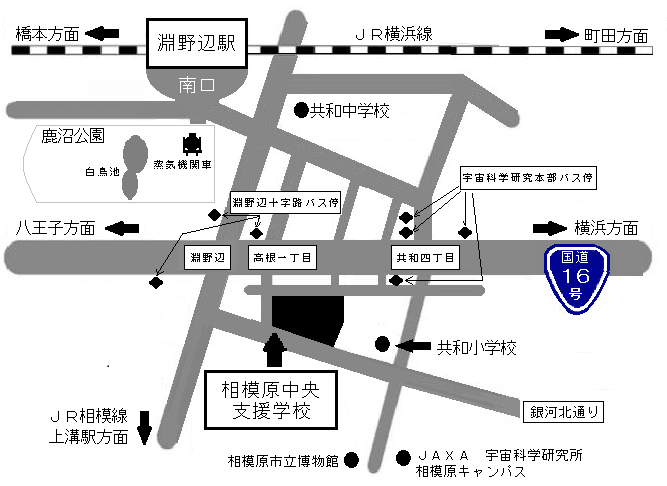 橋本方面
淵野辺駅
ＪＲ横浜線
町田方面
南口
共和中学校
鹿沼公園
白鳥池
蒸気機関車
宇宙科学研究本部バス停
淵野辺十字路バス停
八王子方面
横浜方面
淵野辺
高根一丁目
共和四丁目
国道
16
号
共和小学校
相模原中央
支援学校
銀河北通り
ＪＲ相模線
上溝駅方面
相模原市立博物館
ＪＡＸＡ　宇宙科学研究所
相模原キャンパス